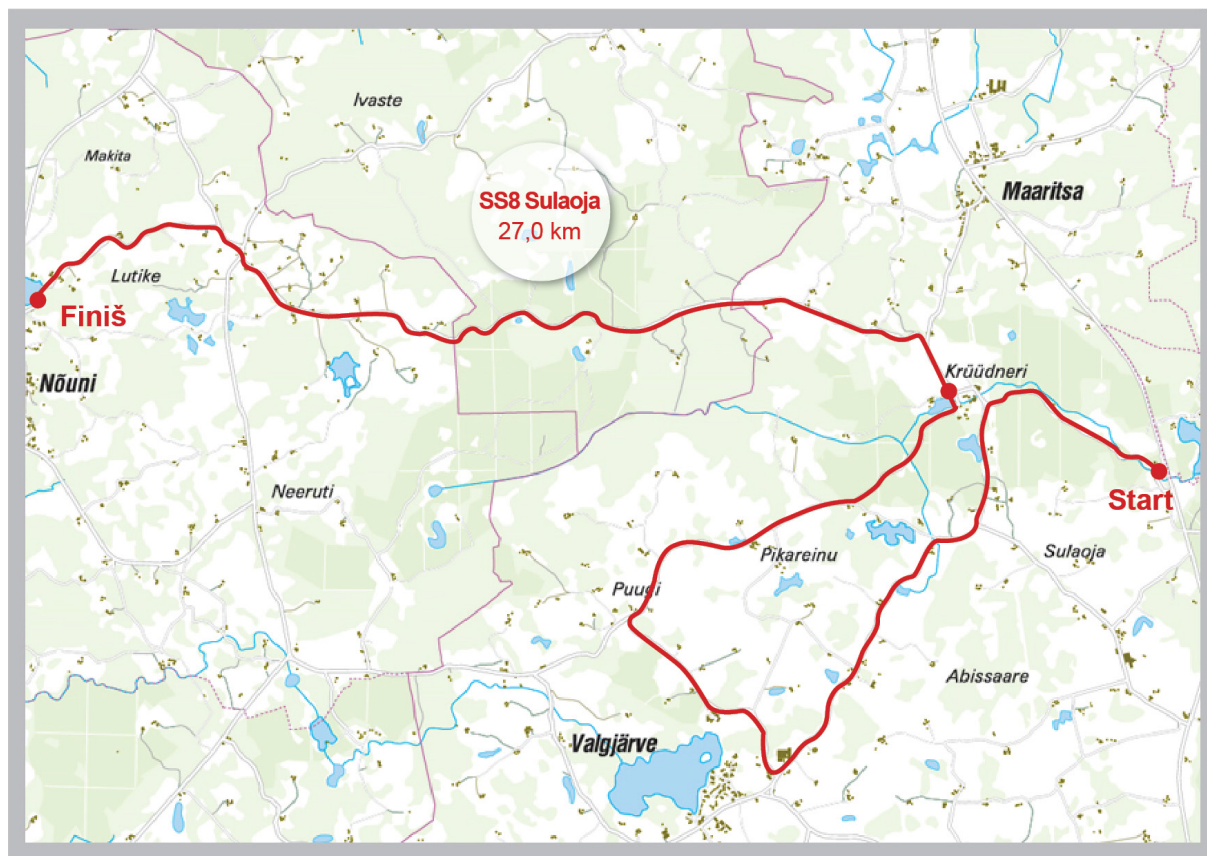 Ivaste
Makita
SS8 Sulaoja
27,0 km
Maaritsa
Lutike
Finiš
Nõuni
Krüüdneri
Neeruti
Start
Pikareinu
Sulaoja
Puugi
Abissaare
Valgjärve